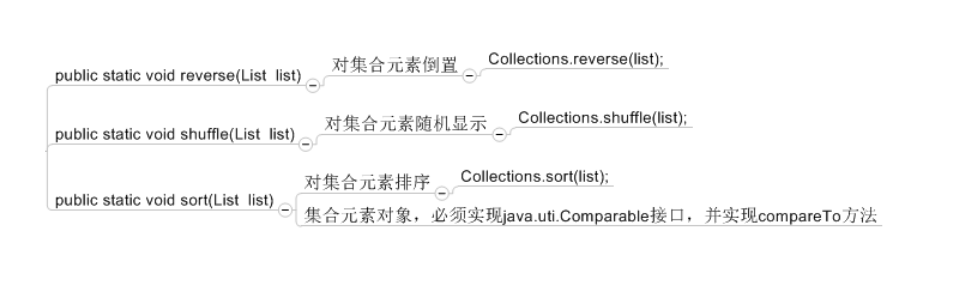 public static void reverse(List list)
对集合元素倒置
Collections.reverse(list);
public static void shuffle(List list)
对集合元素随机显示
Collections.shuffle(list);
public static void sort(List list)
对集合元素排序
Collections.sort(list);
集合元素对象，必须实现java.uti.Comparable接口，并实现compareTo方法